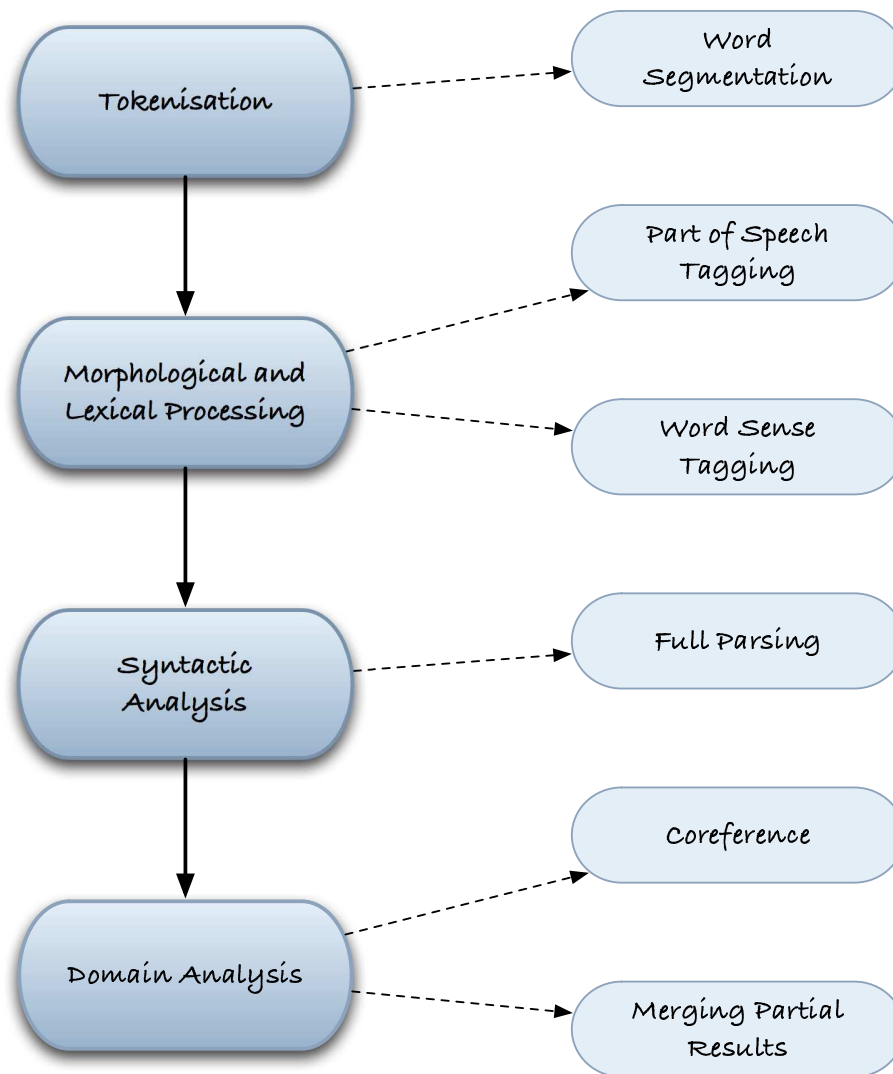 Tokenisation
Word
Segmentation
Part of Speech
Tagging
Morphological and
Lexical Processing
Word Sense
Tagging
Syntactic
Analysis
Full Parsing
Coreference
Domain Analysis
Merging Partial
Results